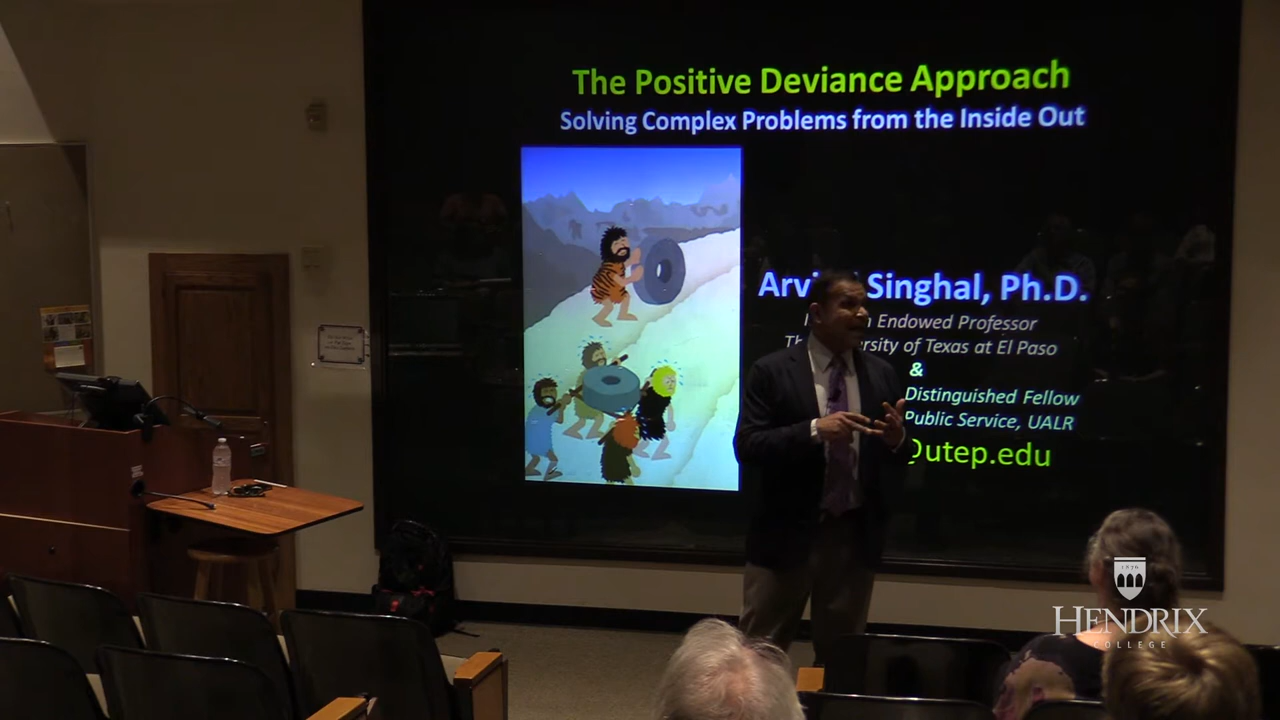 The Positive Deviance Approach
Solving Complex Problems from the Inside Out
Singhal, Ph.D.
Endowed Professor
of Texas at El Paso
&
Distinguished Fellow
Public Service, UALR
utep.edu
1876
HENDRIX
COLLEGE